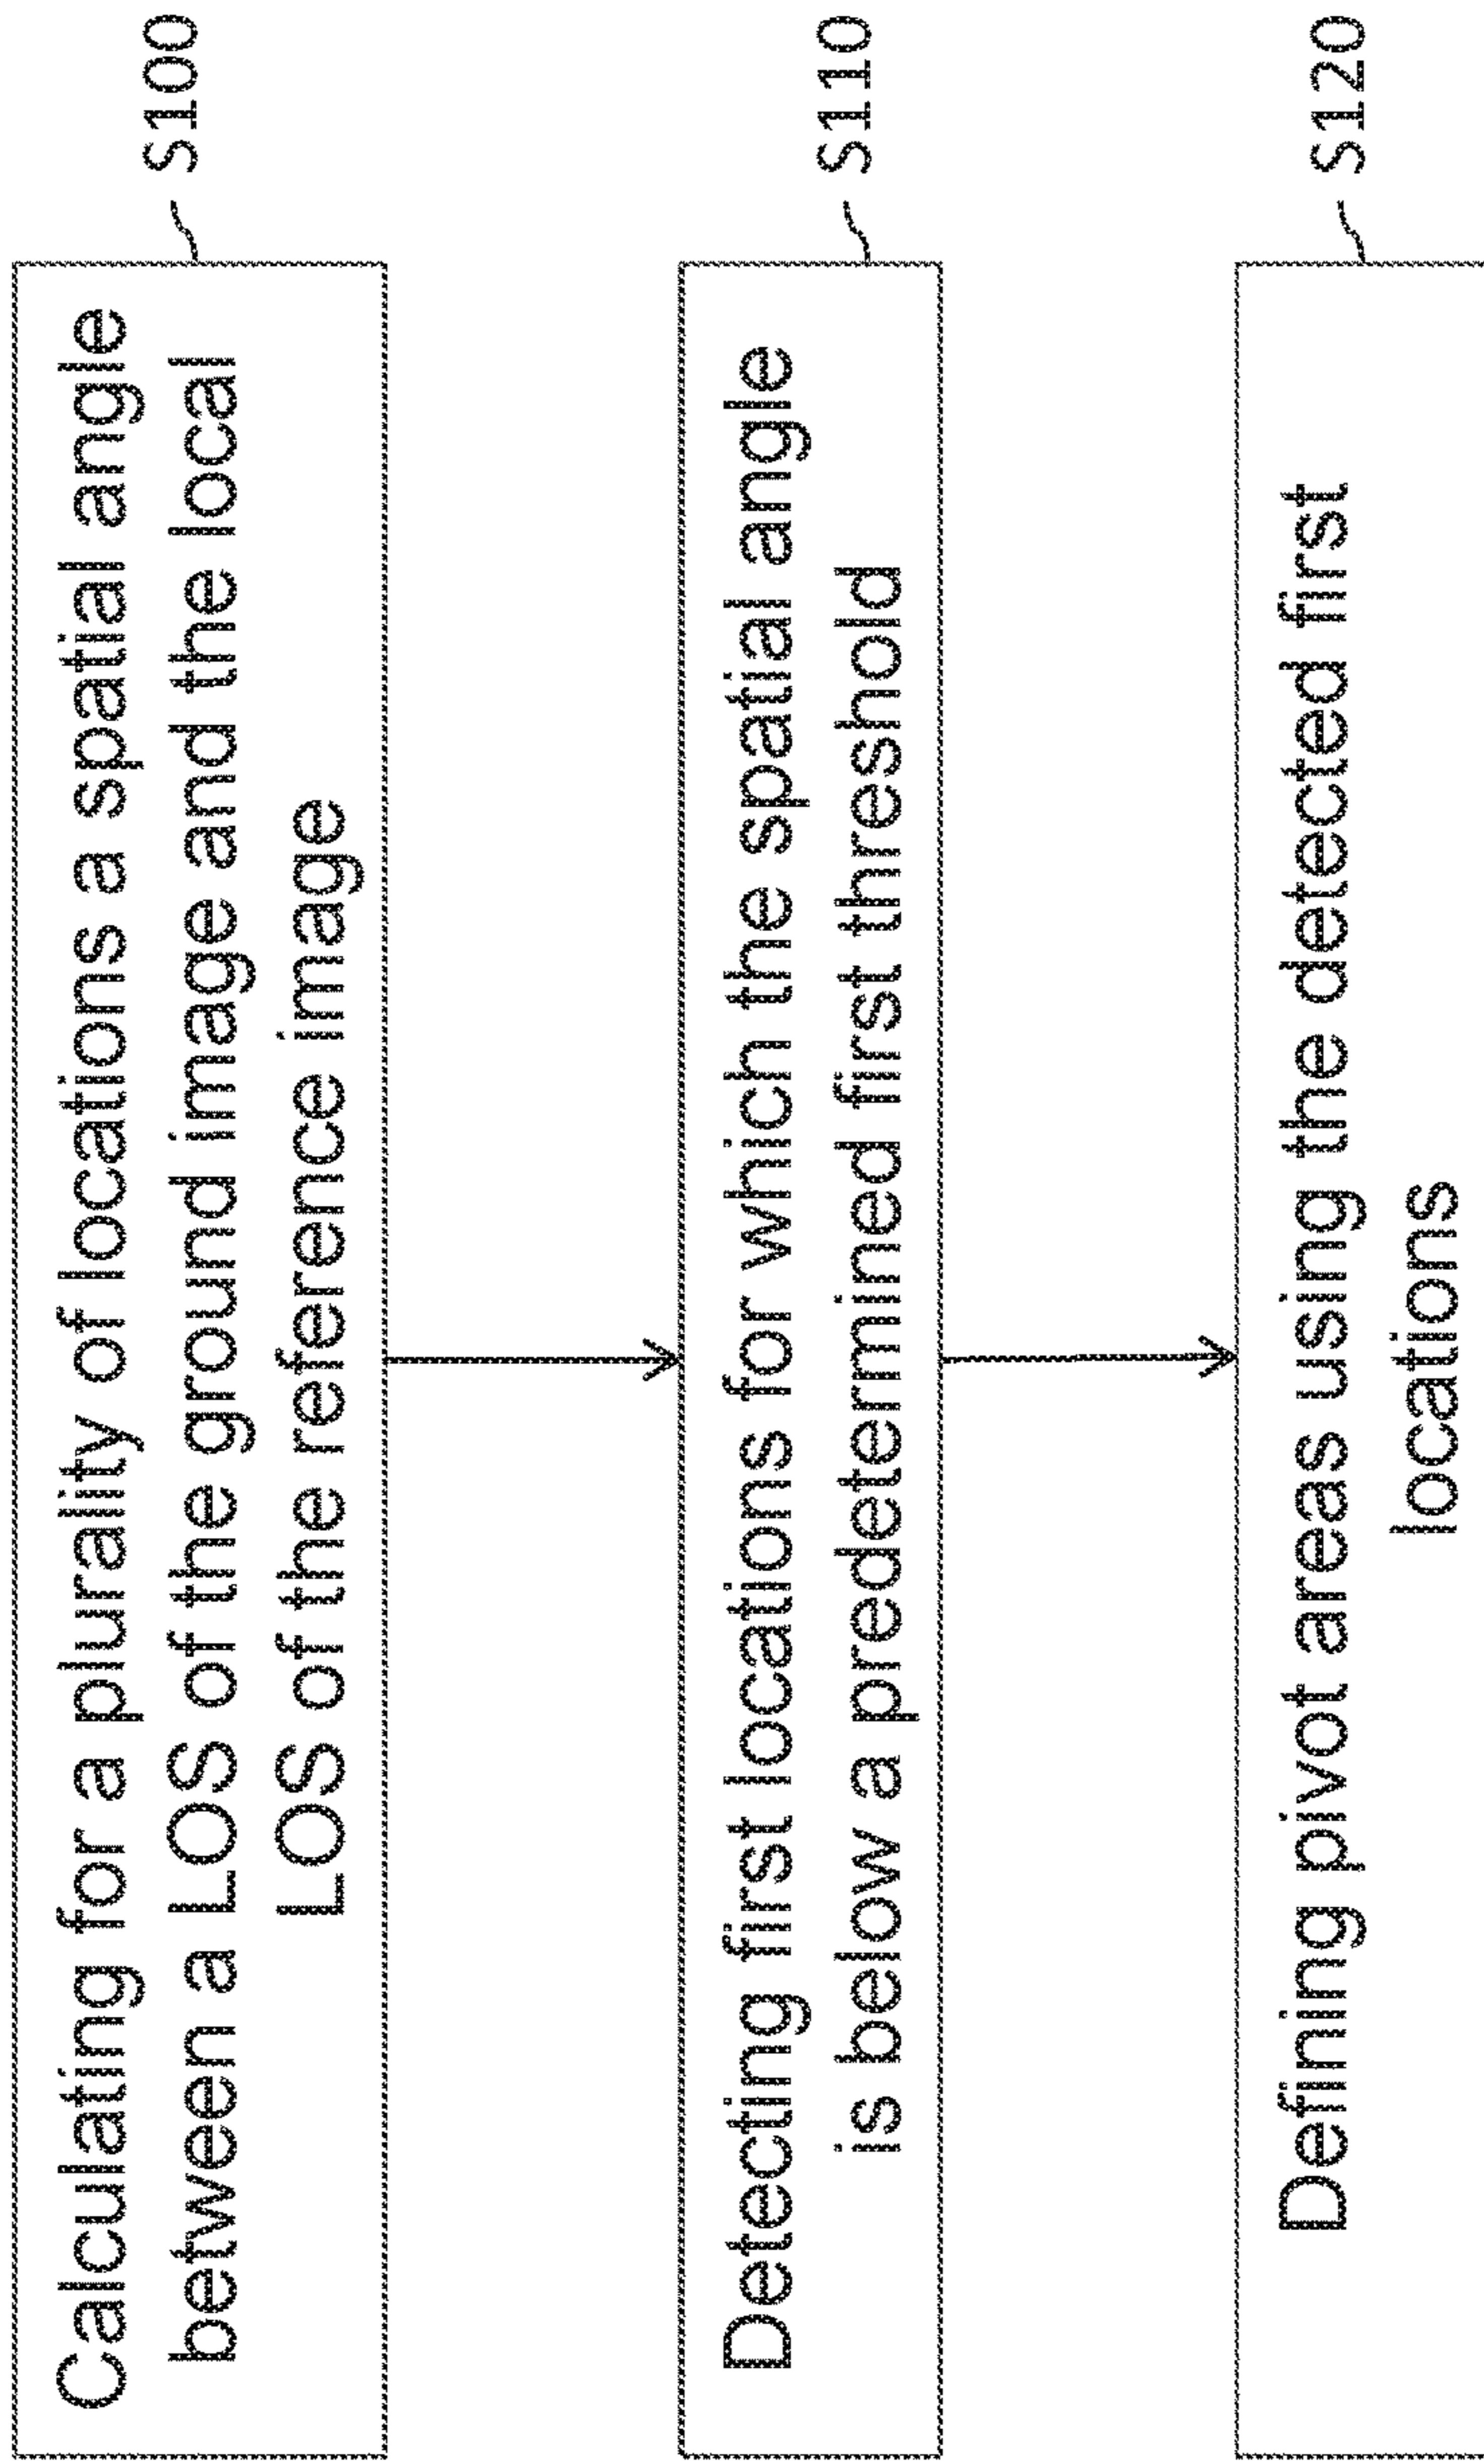 Calculating for a plurality of locations a spatial angle
between a LOS of the ground image and the local
LOS of the reference image
S100
Detecting first locations for which the spatial angle
is below a predetermined first threshold
S110
Defining pivot areas using the detected first
locations
S120